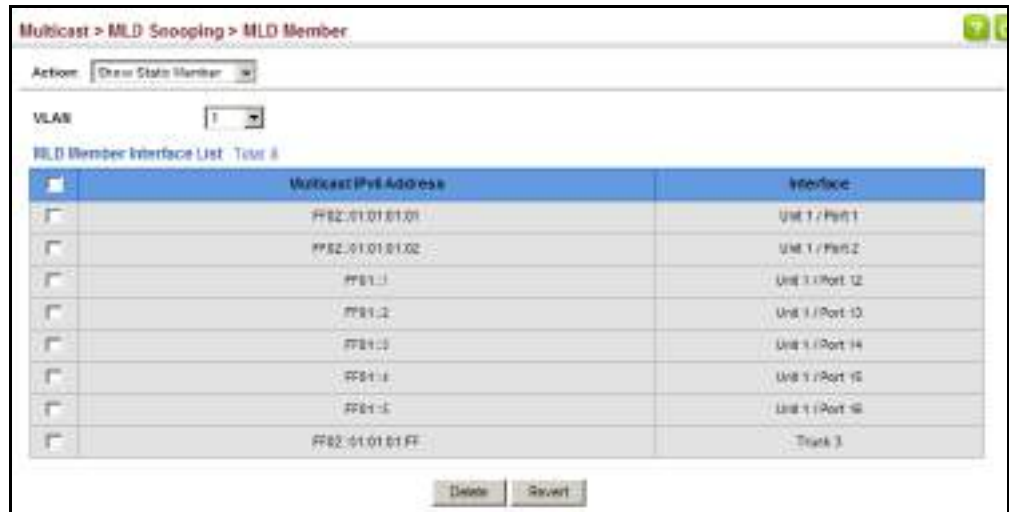 Multicast > MLD Snooping > MLD Member
?
Action: Show Static Member
VLAN 1
MLD Member Interface List Total: 8
Multicast IPv6 Address Interface
FF02::01:01:01:01 Unit 1 / Port 1
FF02::01:01:01:02 Unit 1 / Port 2
FF01::1 Unit 1 / Port 12
FF01::2 Unit 1 / Port 13
FF01::3 Unit 1 / Port 14
FF01::4 Unit 1 / Port 15
FF01::5 Unit 1 / Port 16
FF02::01:01:01:FF Trunk 3
Delete Revert